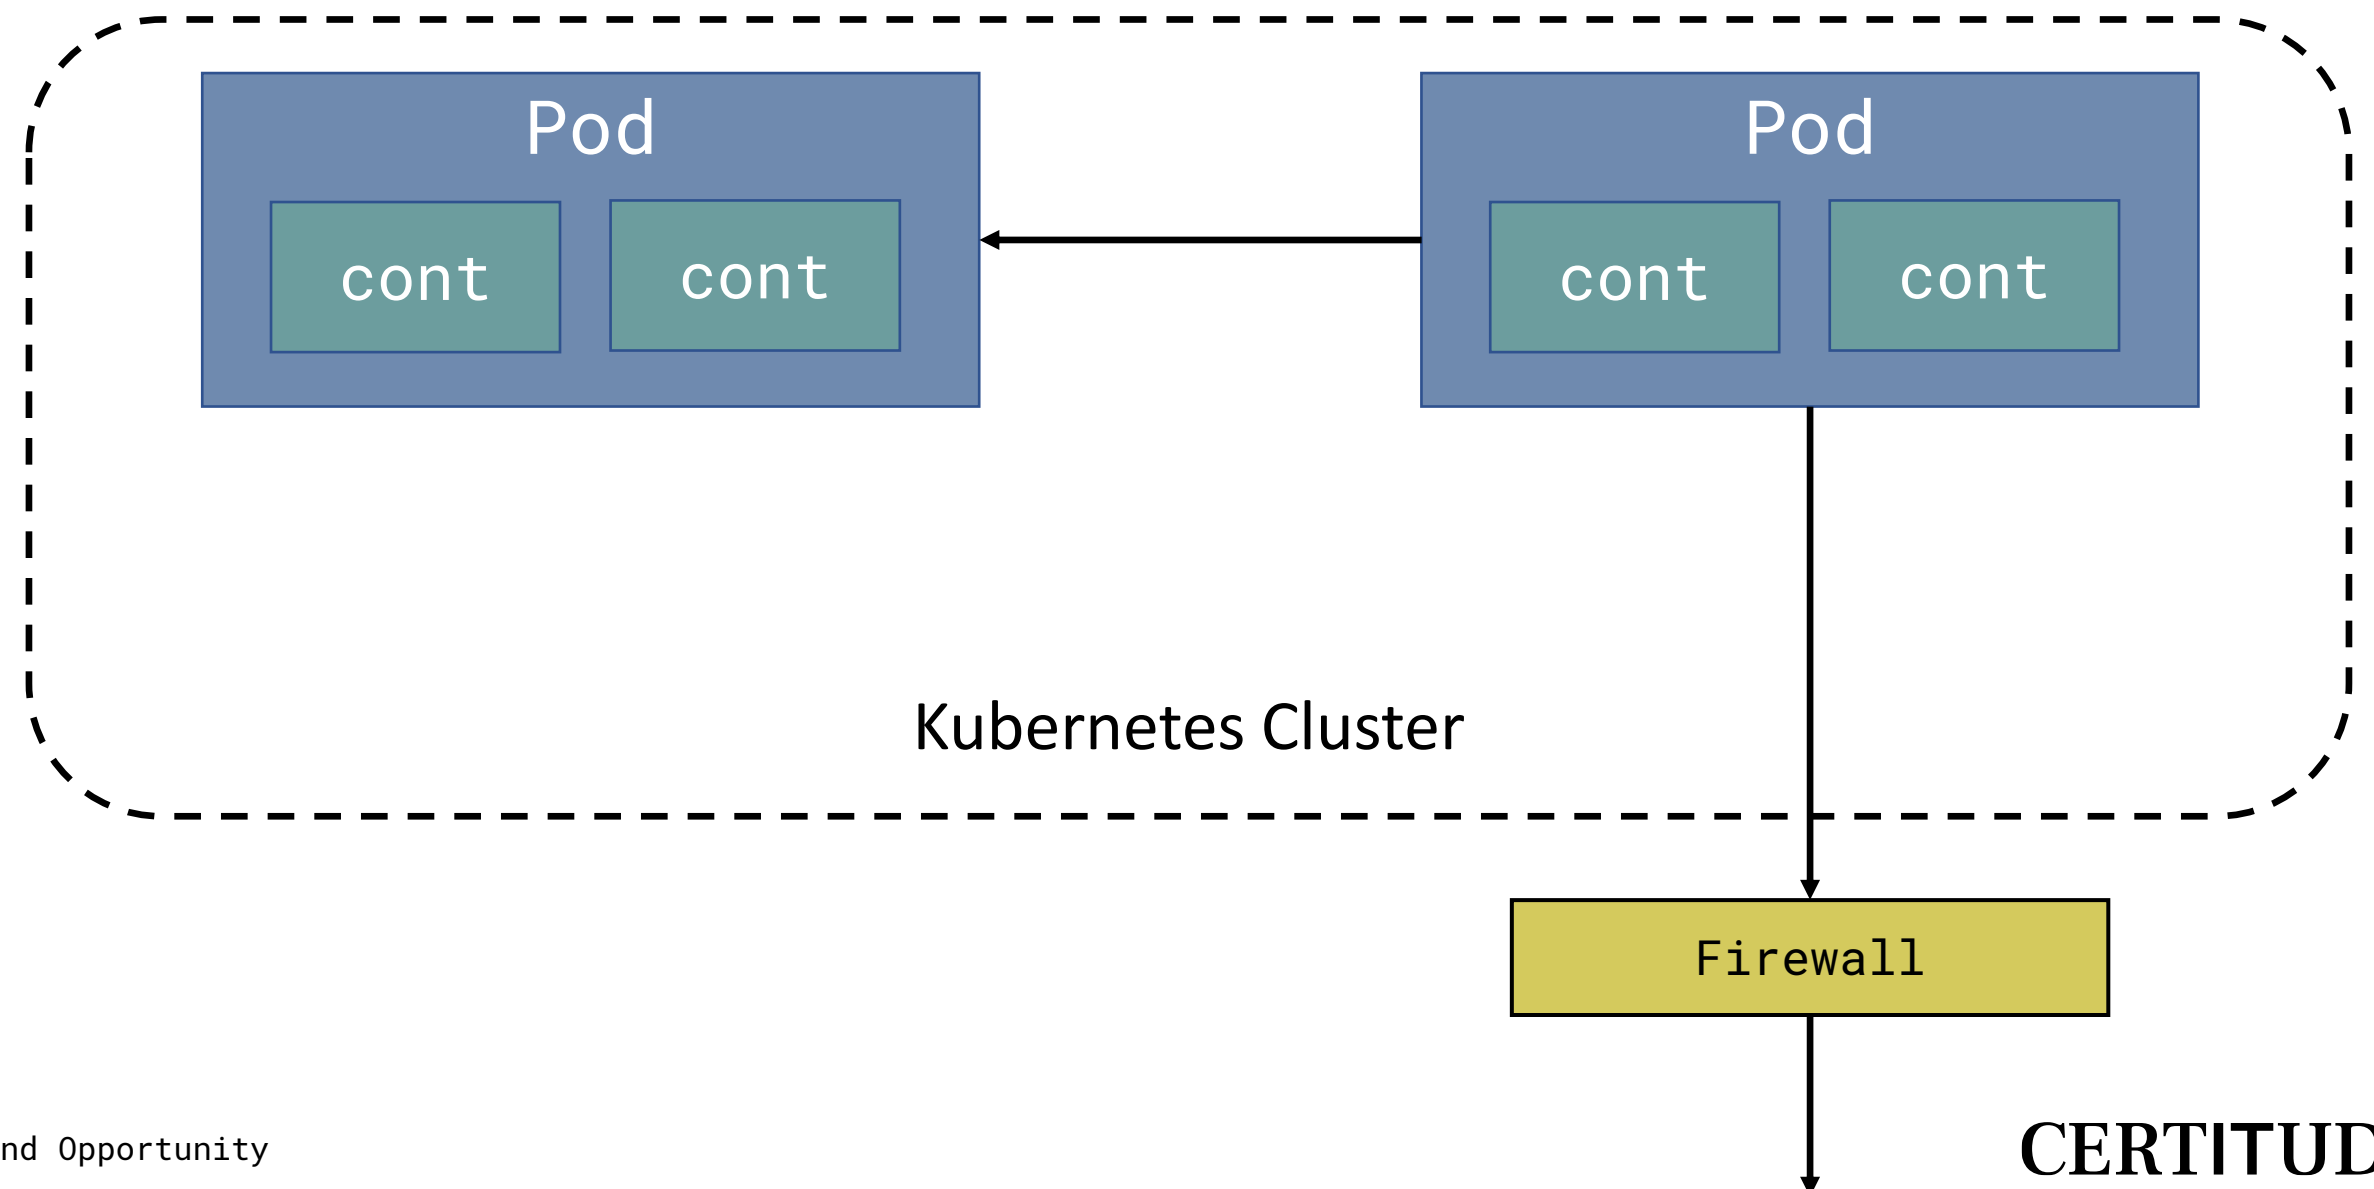 Pod
Pod
cont
cont
cont
cont
Kubernetes Cluster
Firewall
nd Opportunity
CERTITUD